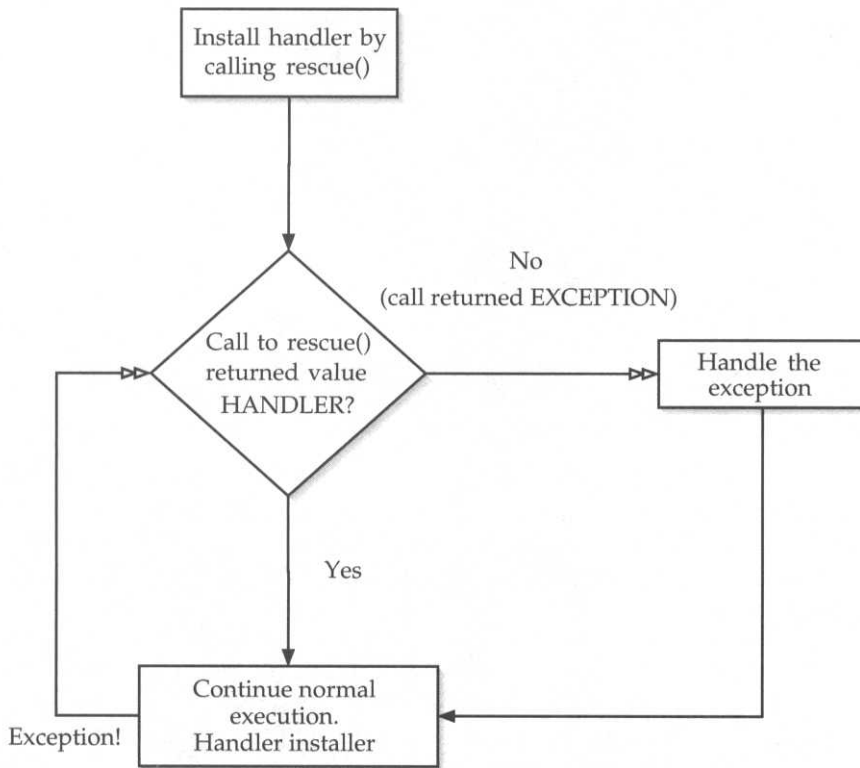 Install handler by
calling rescue()
No
(call returned EXCEPTION)
Call to rescue()
returned value
HANDLER?
Handle the
exception
Yes
Continue normal
execution.
Handler installer
Exception!